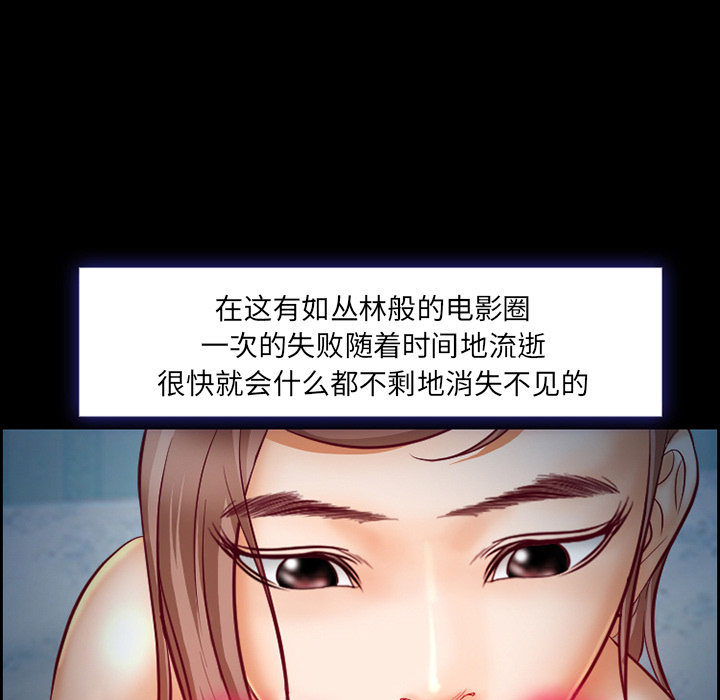 在这有如丛林般的电影圈
一次的失败随着时间地流逝
很快就会什么都不剩地消失不见的